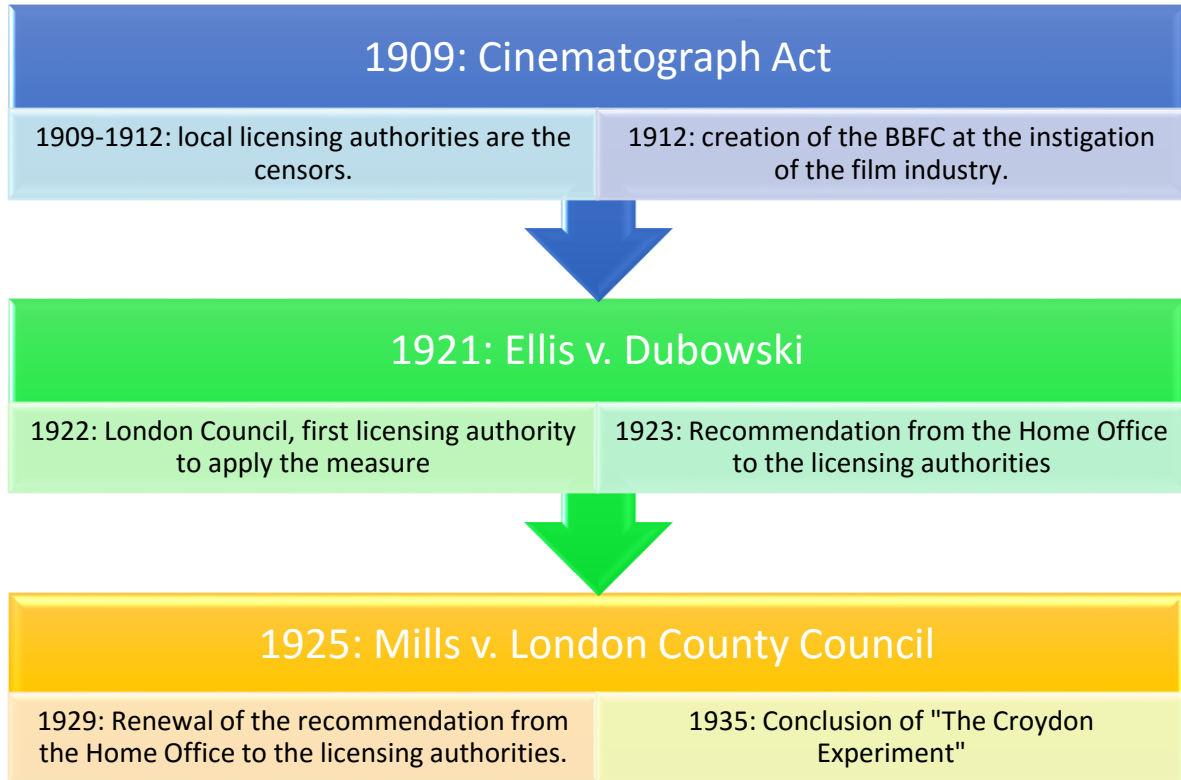 1909: Cinematograph Act
1909-1912: local licensing authorities are the
censors.
1912: creation of the BBFC at the instigation
of the film industry.
1921: Ellis v. Dubowski
1922: London Council, first licensing authority
to apply the measure
1923: Recommendation from the Home Office
to the licensing authorities
1925: Mills v. London County Council
1929: Renewal of the recommendation from
the Home Office to the licensing authorities.
1935: Conclusion of "The Croydon
Experiment"